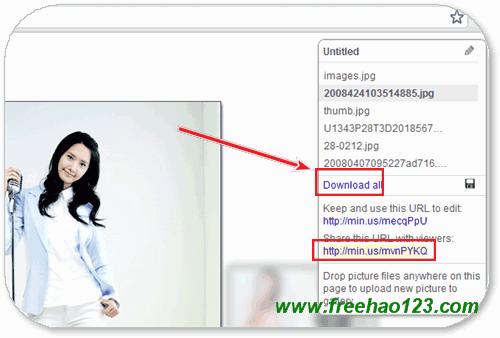 Untitled
images.jpg
2008424103514885.jpg
thumb.jpg
U1343P28T3D2018567...
28-0212.jpg
20080407095227ad716....
Download all
Keep and use this URL to edit:
http://min.us/mecqPpU
Share this URL with viewers:
http://min.us/mvnPYKQ
Drop picture files anywhere on this
page to upload new picture to
gallery
www.freehao123.com